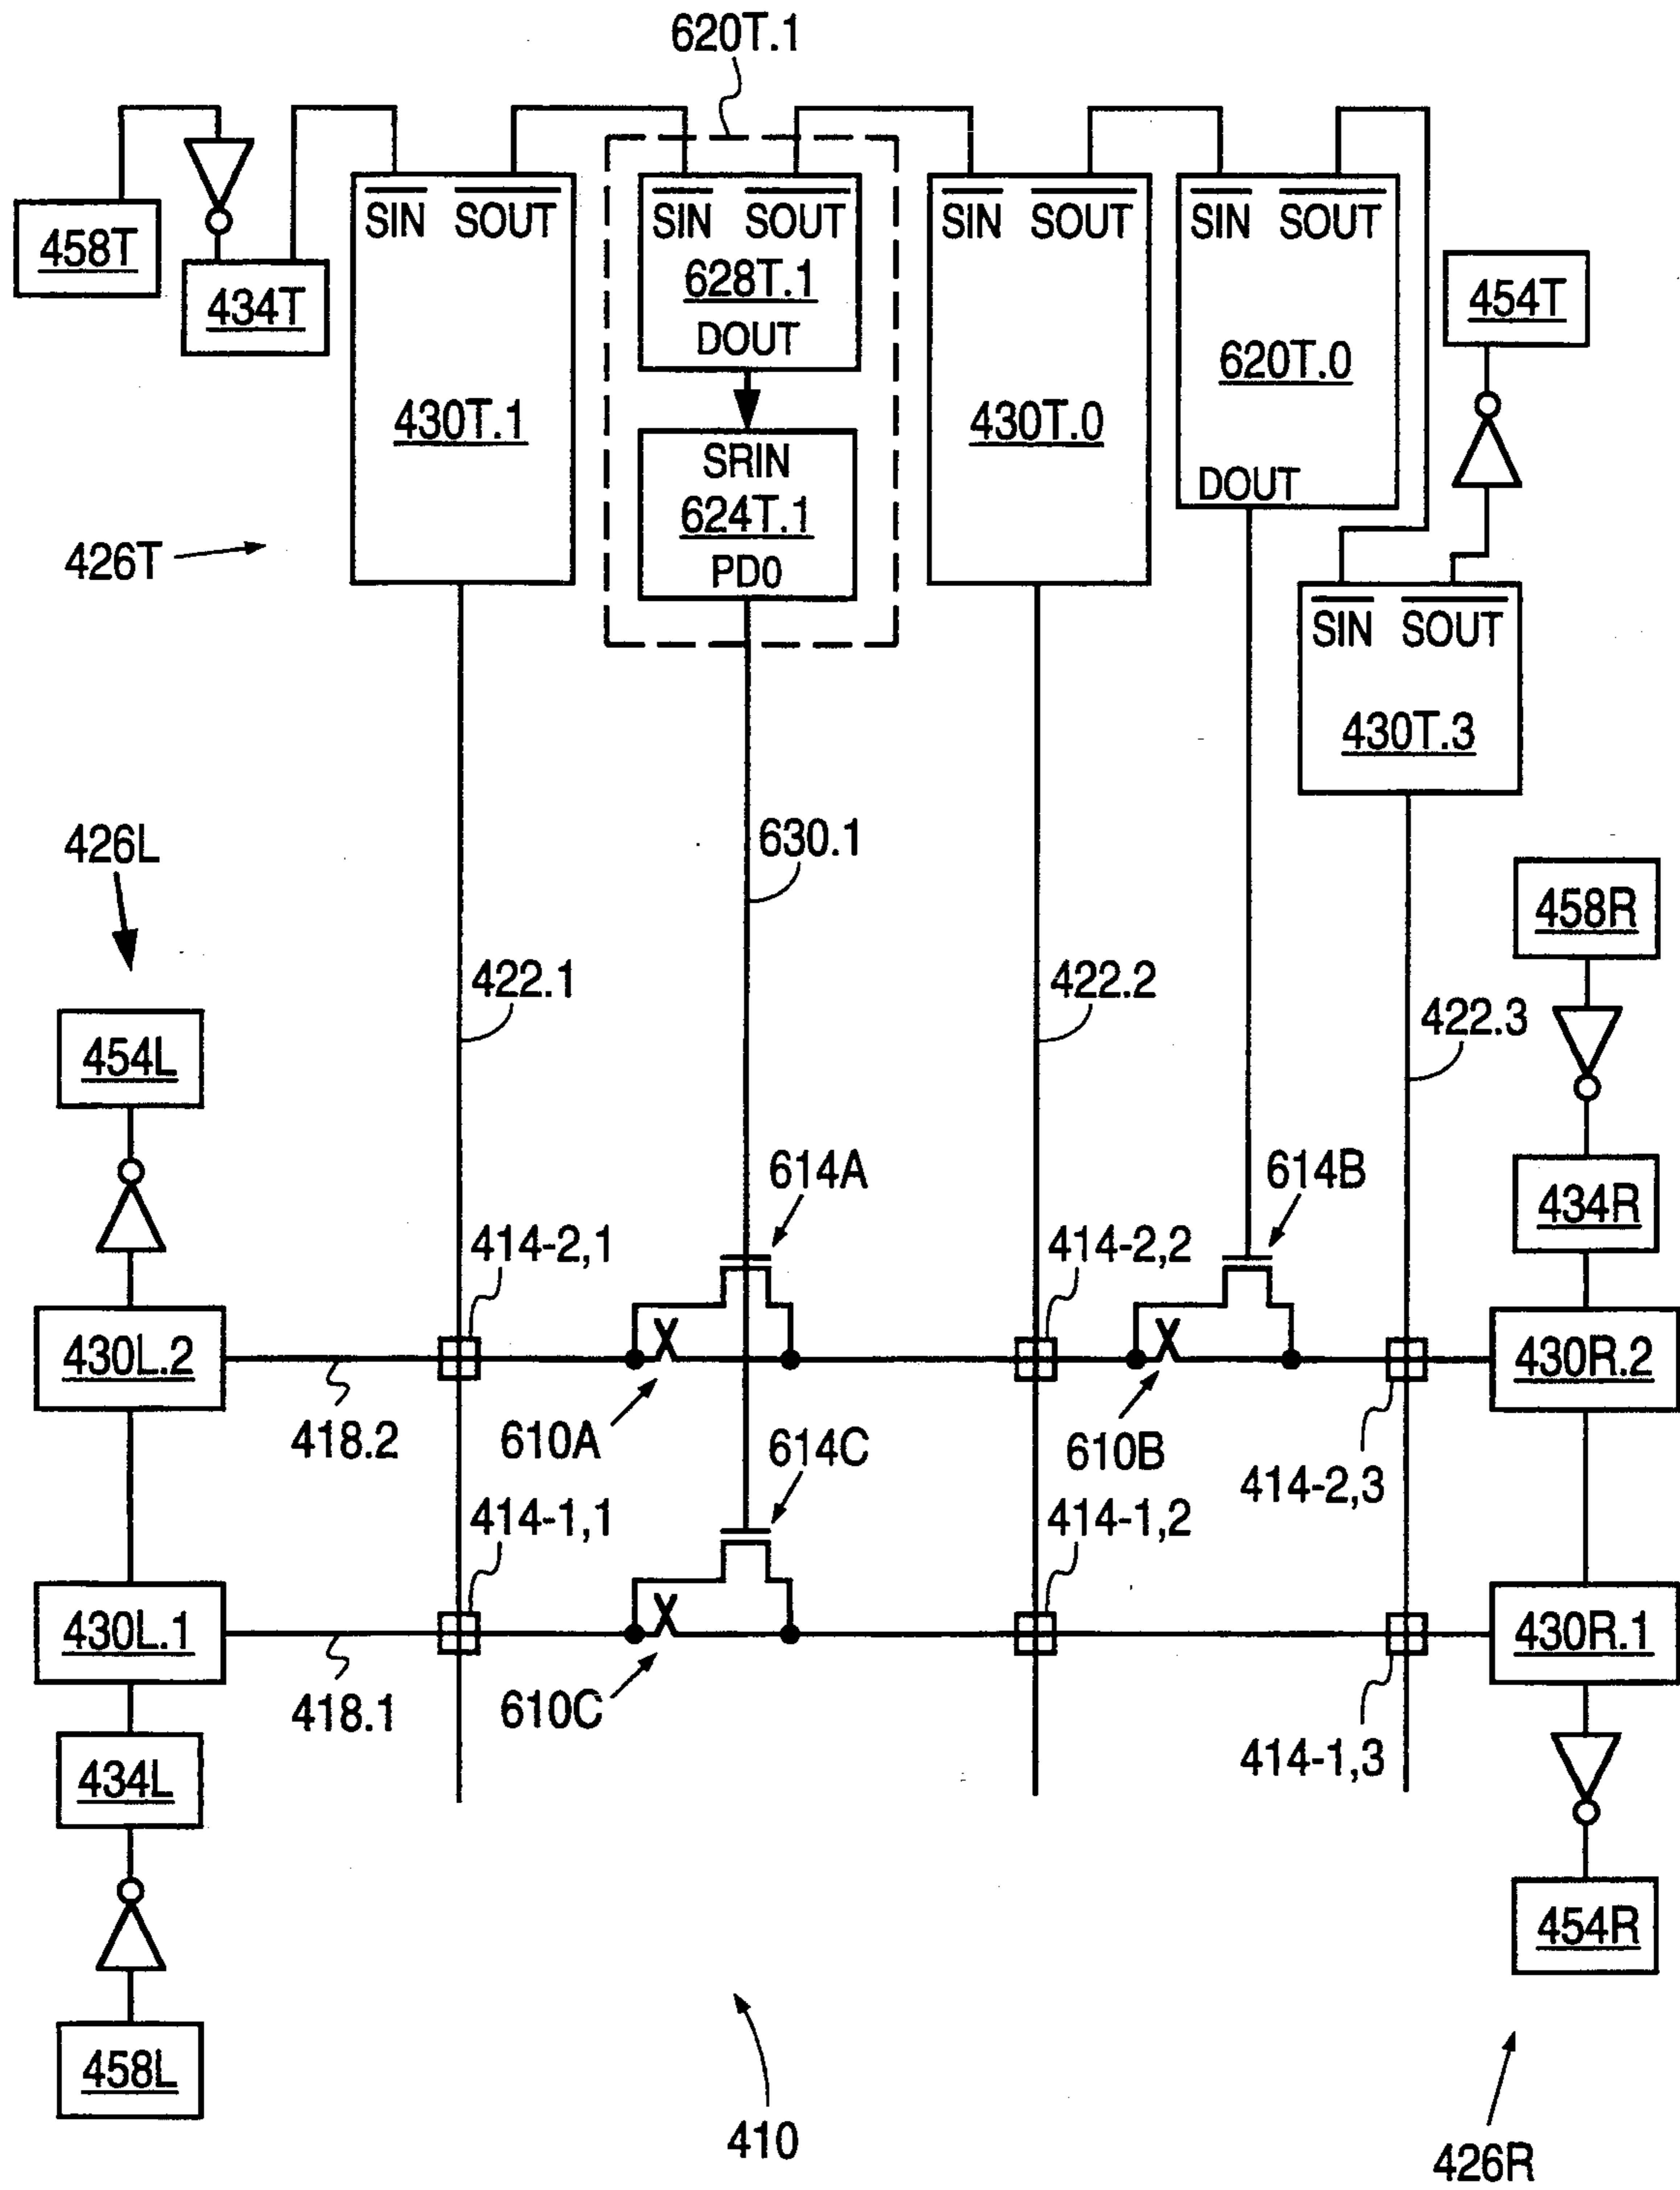 620T.1
458T
434T
SIN SOUT
430T.1
SIN SOUT
628T.1
DOUT
SRIN
624T.1
PD0
SIN SOUT
430T.0
SIN SOUT
620T.0
DOUT
454T
SIN SOUT
430T.3
426T
630.1
426L
458R
422.1
422.2
422.3
454L
614A
614B
434R
414-2,1
414-2,2
430L.2
430R.2
418.2
610A
614C
610B
414-2,3
414-1,1
414-1,2
430L.1
430R.1
418.1
610C
414-1,3
434L
454R
458L
410
426R